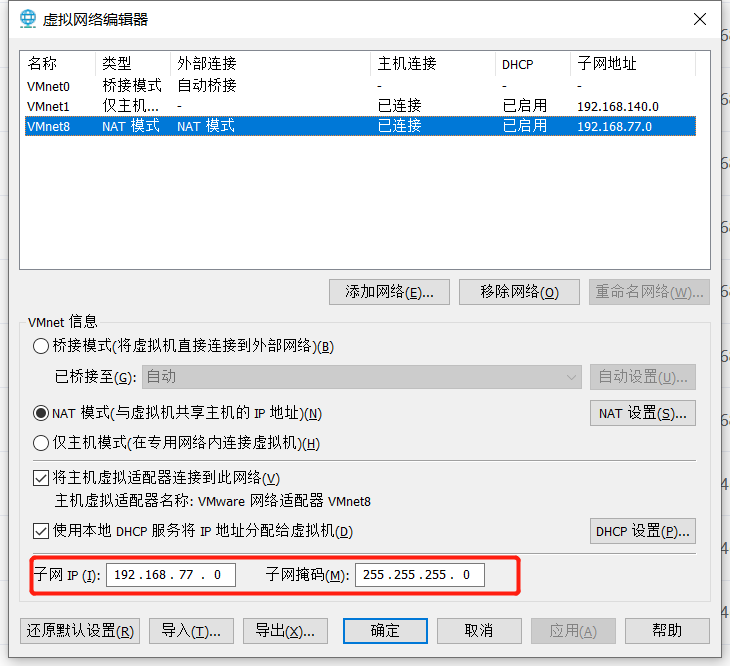 虚拟网络编辑器
名称 类型 外部连接 主机连接 DHCP 子网地址
VMnet0 桥接模式 自动桥接 - - -
VMnet1 仅主机... - 已连接 已启用 192.168.140.0
VMnet8 NAT 模式 NAT 模式 已连接 已启用 192.168.77.0
添加网络(E)... 移除网络(O) 重命名网络(W)...
VMnet 信息
桥接模式(将虚拟机直接连接到外部网络)(B)
已桥接至(G): 自动 自动设置(U)...
NAT 模式(与虚拟机共享主机的 IP 地址)(N) NAT 设置(S)...
仅主机模式(在专用网络内连接虚拟机)(H)
将主机虚拟适配器连接到此网络(V)
主机虚拟适配器名称: VMware 网络适配器 VMnet8
使用本地 DHCP 服务将 IP 地址分配给虚拟机(D) DHCP 设置(P)...
子网 IP (I): 192.168.77.0 子网掩码(M): 255.255.255.0
还原默认设置(R) 导入(T)... 导出(X)... 确定 取消 应用(A) 帮助